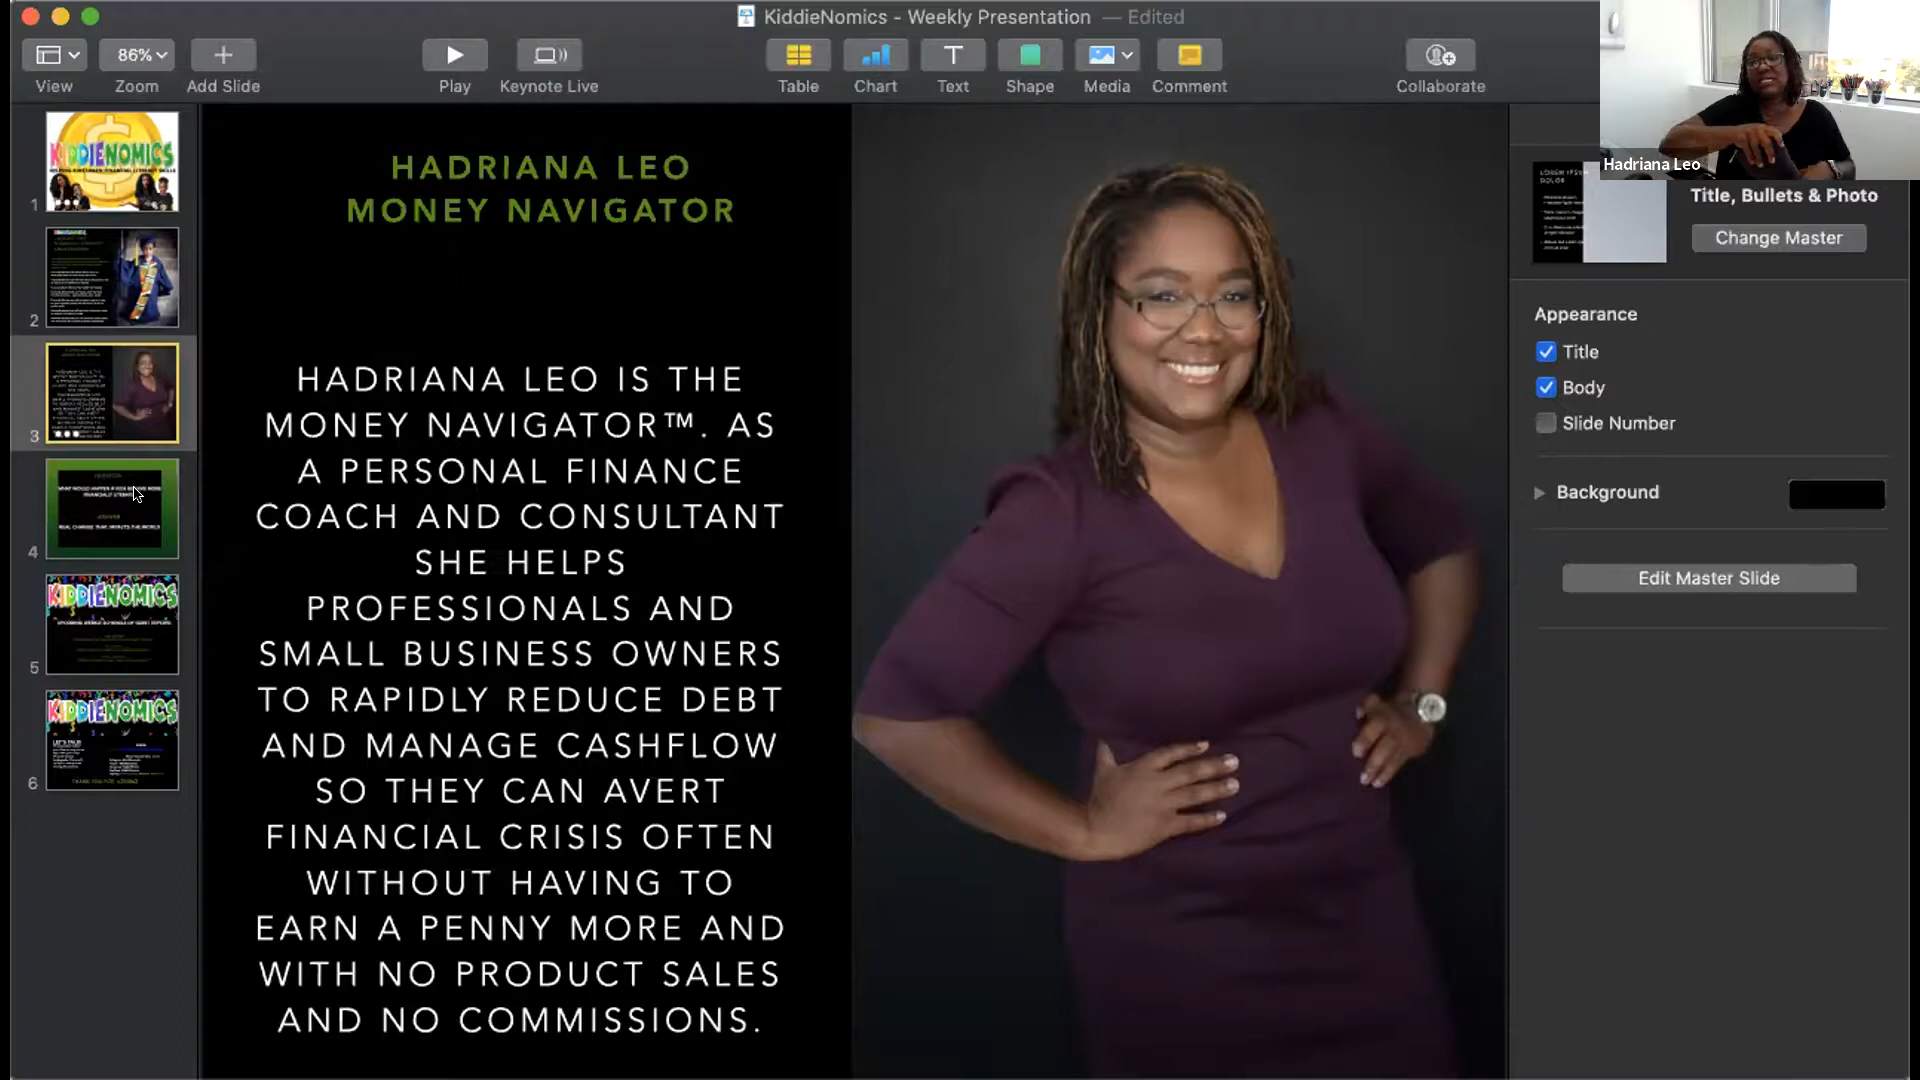 KiddieNomics - Weekly Presentation — Edited
86%
View
Zoom
Add Slide
Play
Keynote Live
Table
Chart
Text
Shape
Media
Comment
Collaborate
Hadriana Leo
KIDDIENOMICS
1
2
3
4
KIDDIENOMICS
5
KIDDIENOMICS
6
HADRIANA LEO
MONEY NAVIGATOR
HADRIANA LEO IS THE
MONEY NAVIGATOR™. AS
A PERSONAL FINANCE
COACH AND CONSULTANT
SHE HELPS
PROFESSIONALS AND
SMALL BUSINESS OWNERS
TO RAPIDLY REDUCE DEBT
AND MANAGE CASHFLOW
SO THEY CAN AVERT
FINANCIAL CRISIS OFTEN
WITHOUT HAVING TO
EARN A PENNY MORE AND
WITH NO PRODUCT SALES
AND NO COMMISSIONS.
Title, Bullets & Photo
Change Master
Appearance
Title
Body
Slide Number
Background
Edit Master Slide